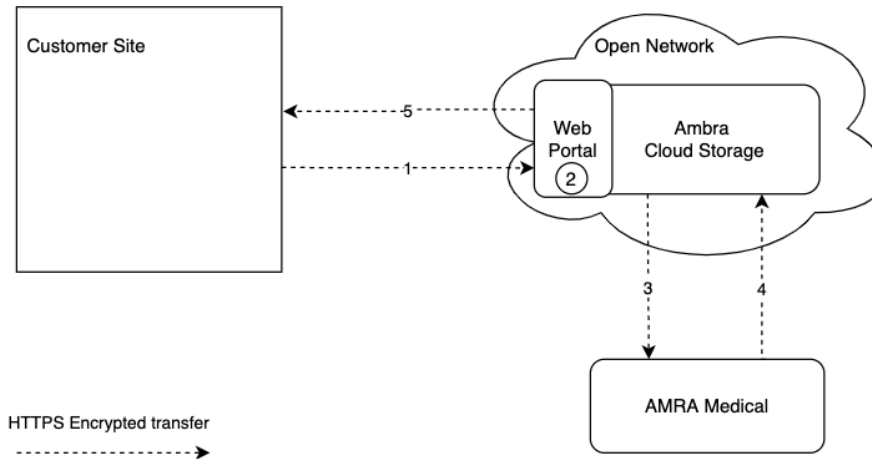 Customer Site
Open Network
5
Web
Portal
2
Ambra
Cloud Storage
1
3
4
AMRA Medical
HTTPS Encrypted transfer